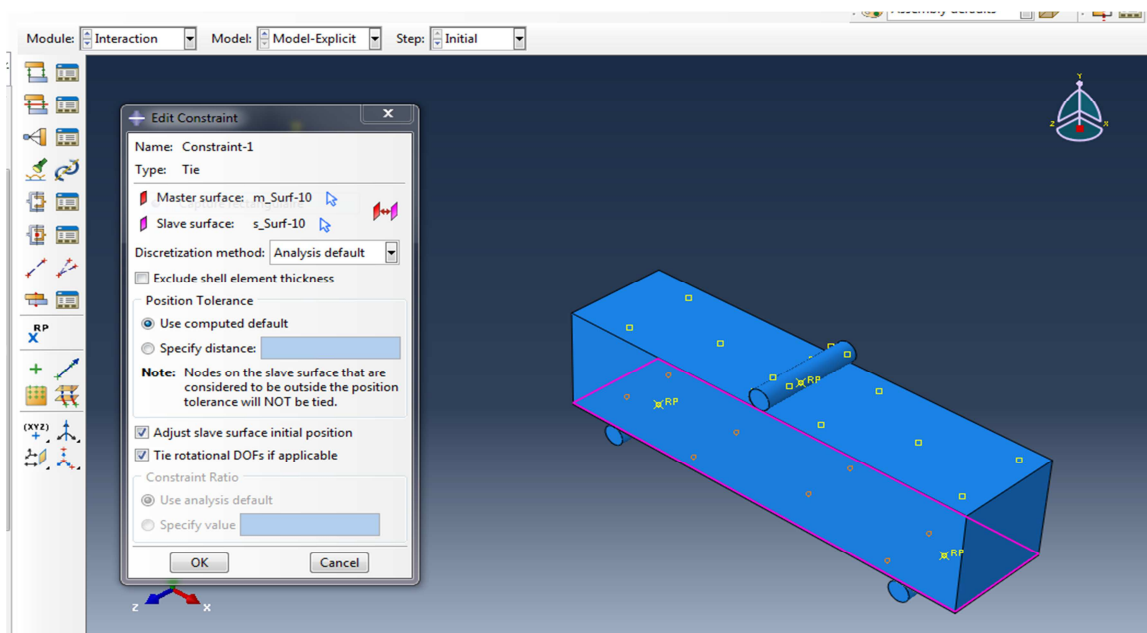 Assembly defaults
Module: Interaction Model: Model-Explicit Step: Initial
Edit Constraint
Name: Constraint-1
Type: Tie
Master surface: m_Surf-10
Slave surface: s_Surf-10
Discretization method: Analysis default
Exclude shell element thickness
Position Tolerance
Use computed default
Specify distance:
Note: Nodes on the slave surface that are
considered to be outside the position
tolerance will NOT be tied.
Adjust slave surface initial position
Tie rotational DOFs if applicable
Constraint Ratio
Use analysis default
Specify value
OK Cancel
RP
(XYZ)
Y
Z X
RP
RP
RP
Z X